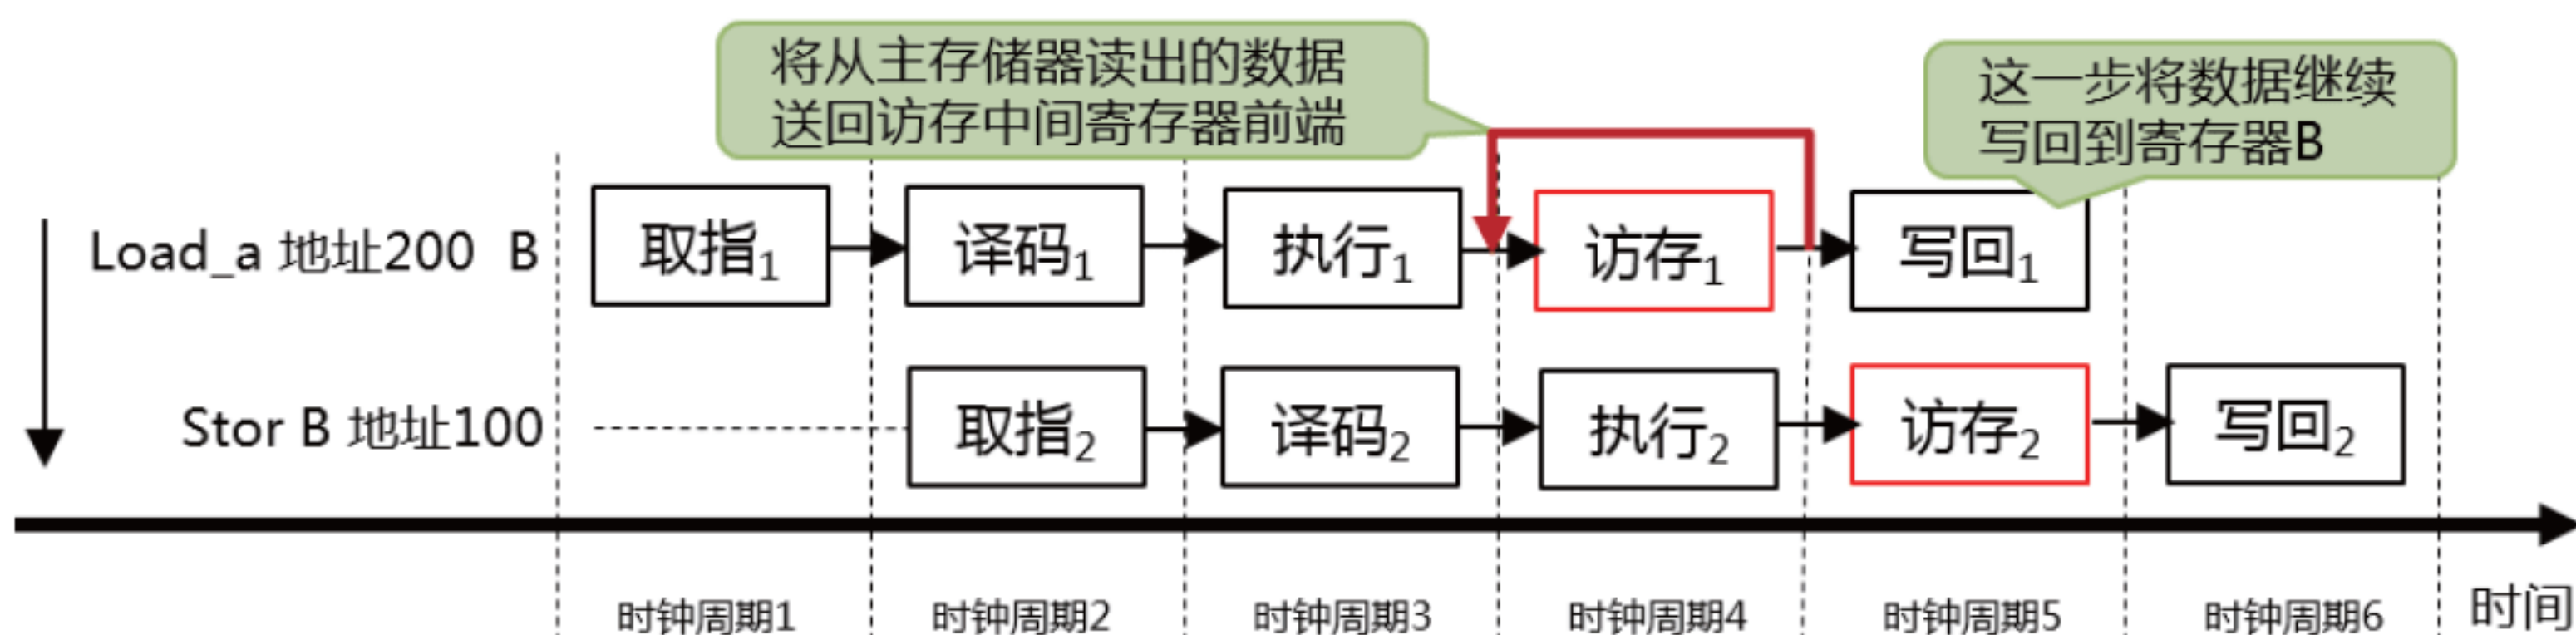 将从主存储器读出的数据
送回访存中间寄存器前端
这一步将数据继续
写回到寄存器B
Load_a 地址200 B
取指1
译码1
执行1
访存1
写回1
Stor B 地址100
取指2
译码2
执行2
访存2
写回2
时钟周期1
时钟周期2
时钟周期3
时钟周期4
时钟周期5
时钟周期6
时间